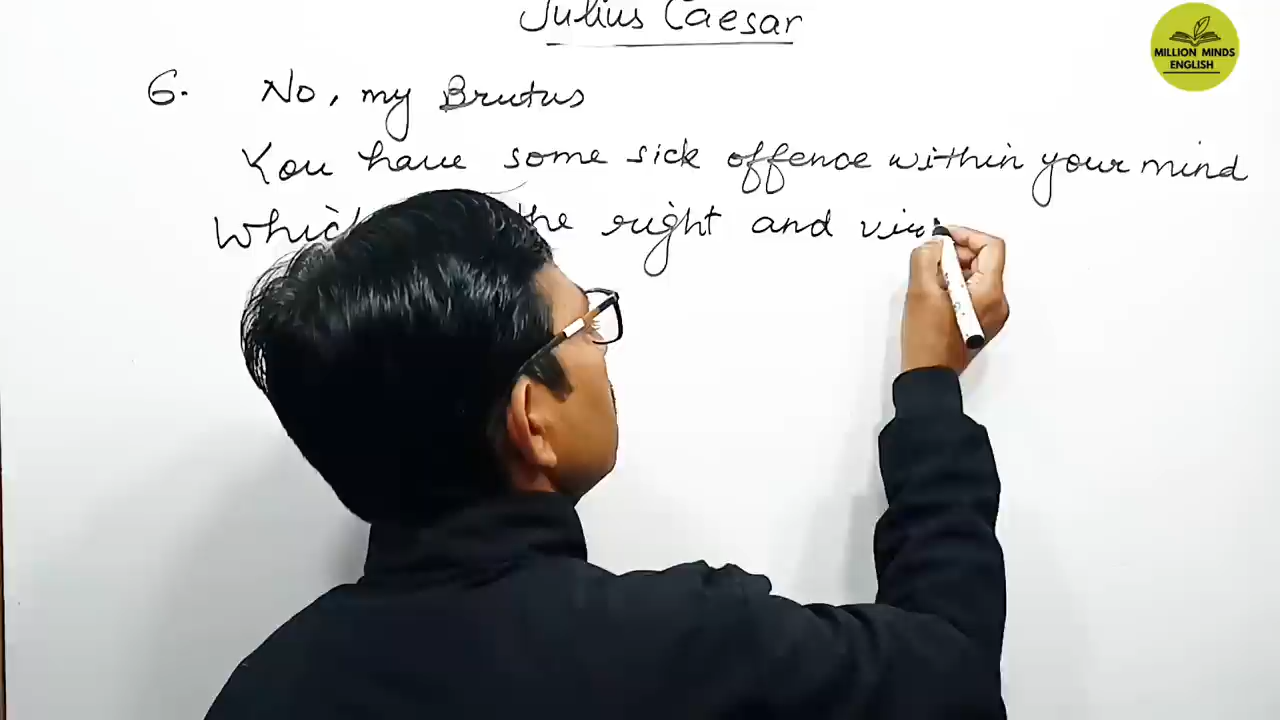 Julius Caesar
MILLION MINDS
ENGLISH
6. No, my Brutus
You have some sick offence within your mind
the right and